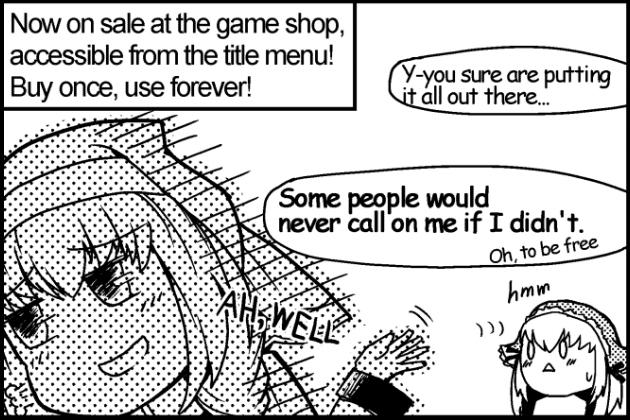 Now on sale at the game shop,
accessible from the title menu!
Buy once, use forever!
Y-you sure are putting
it all out there...
Some people would
never call on me if I didn't.
Oh, to be free
AH, WELL
hmm